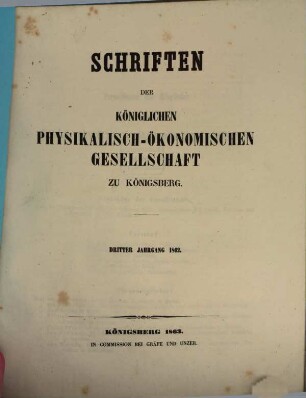 SCHRIFTEN
DER
KÖNIGLICHEN
PHYSIKALISCH-ÖKONOMISCHEN
GESELLSCHAFT
ZU KÖNIGSBERG.
DRITTER JAHRGANG 1862.
KÖNIGSBERG 1863.
IN COMMISSION BEI GRÄFE UND UNZER.